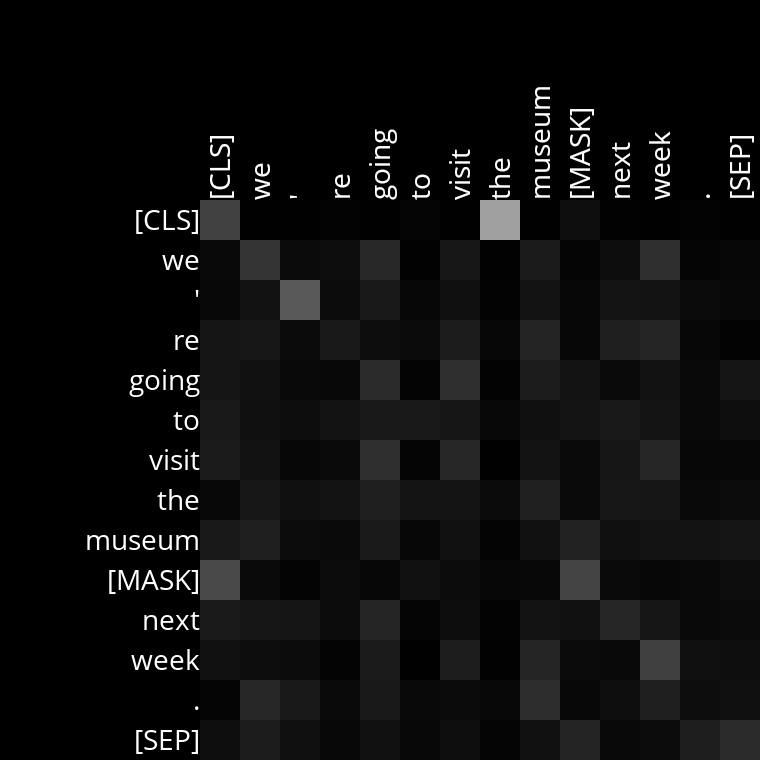 [CLS] we ' re going to visit the museum [MASK] next week . [SEP]
[CLS]
we
'
re
going
to
visit
the
museum
[MASK]
next
week
.
[SEP]